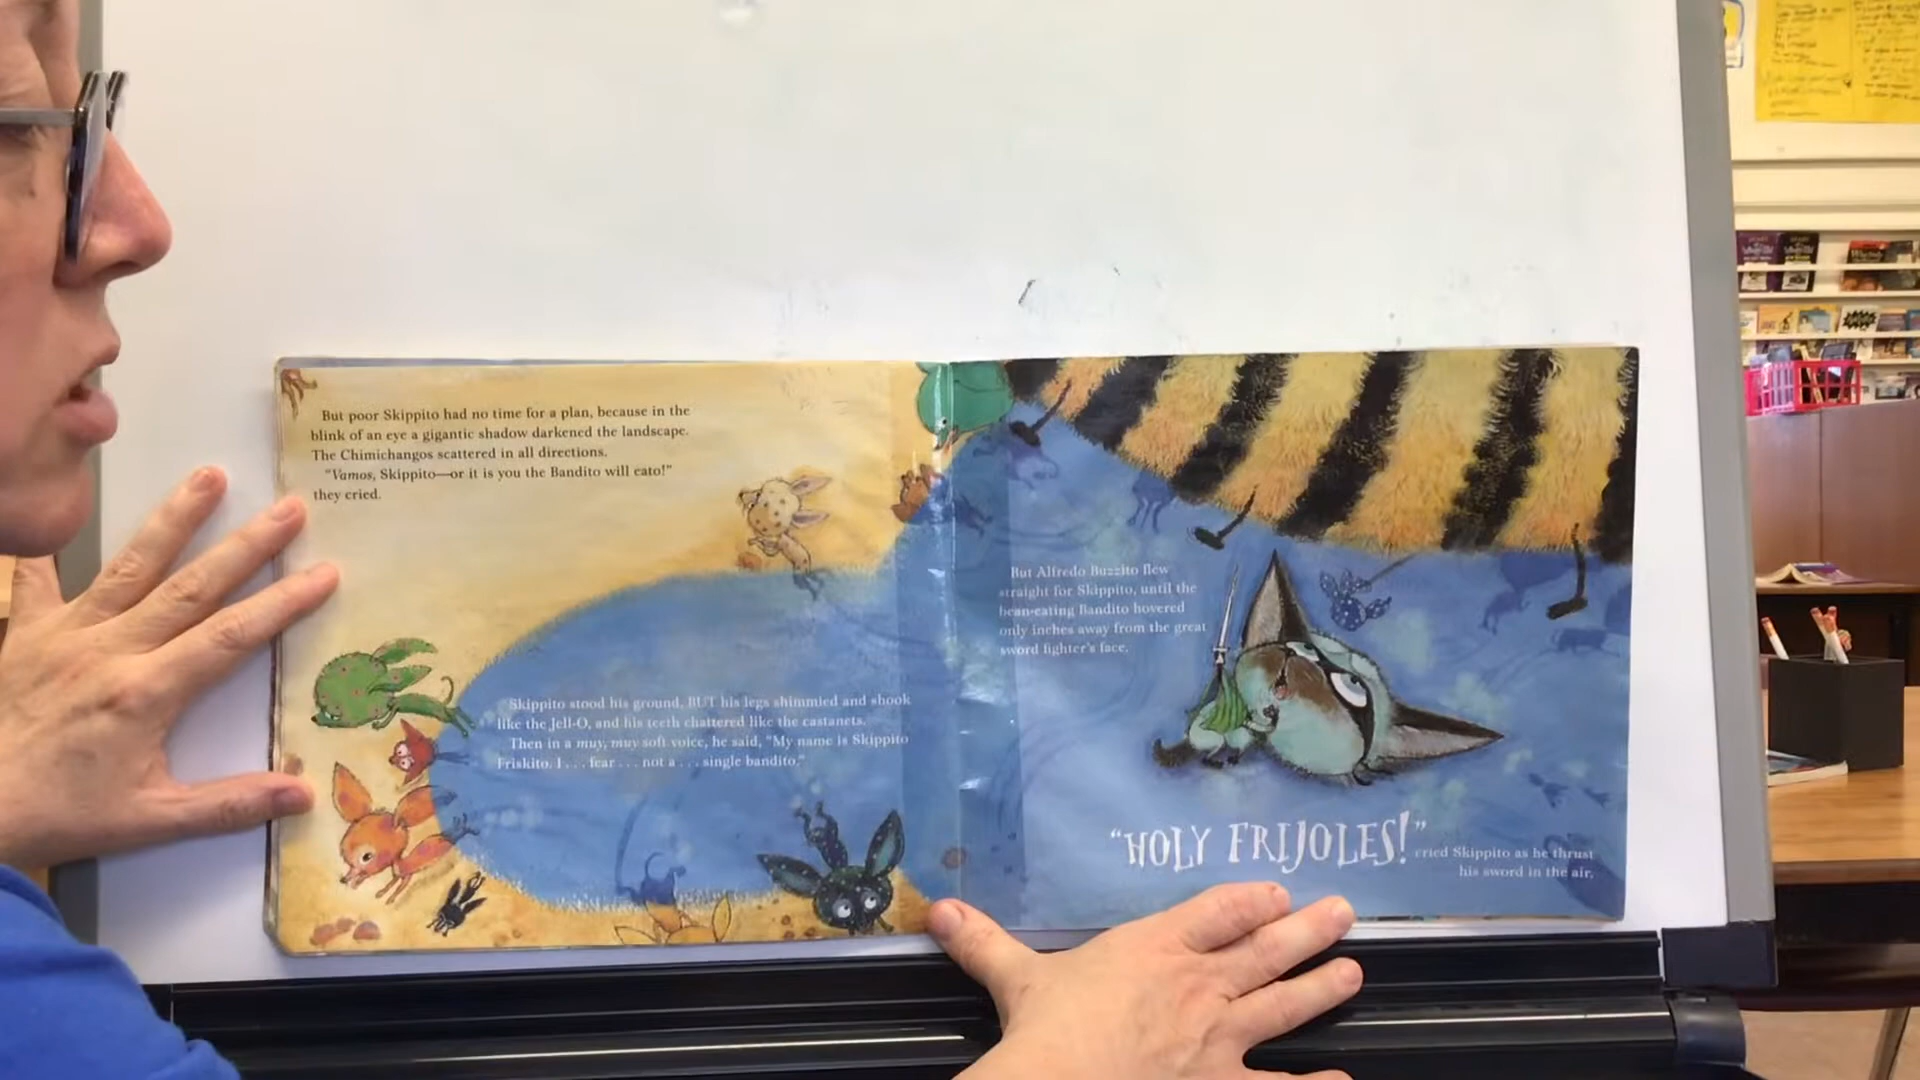 But poor Skippito had no time for a plan, because in the
blink of an eye a gigantic shadow darkened the landscape.
The Chimichangos scattered in all directions.
"Vamos, Skippito—or it is you the Bandito will eato!"
they cried.
Skippito stood his ground, BUT his legs shimmied and shook
like the Jell-O, and his teeth chattered like the castanets.
Then in a muy, muy soft voice, he said, "My name is Skippito
Friskito. I . . . fear . . . not a . . . single bandito."
But Alfredo Buzzito flew
straight for Skippito, until the
bean-eating Bandito hovered
only inches away from the great
sword fighter's face.
"HOLY FRIJOLES!" cried Skippito as he thrust
his sword in the air,